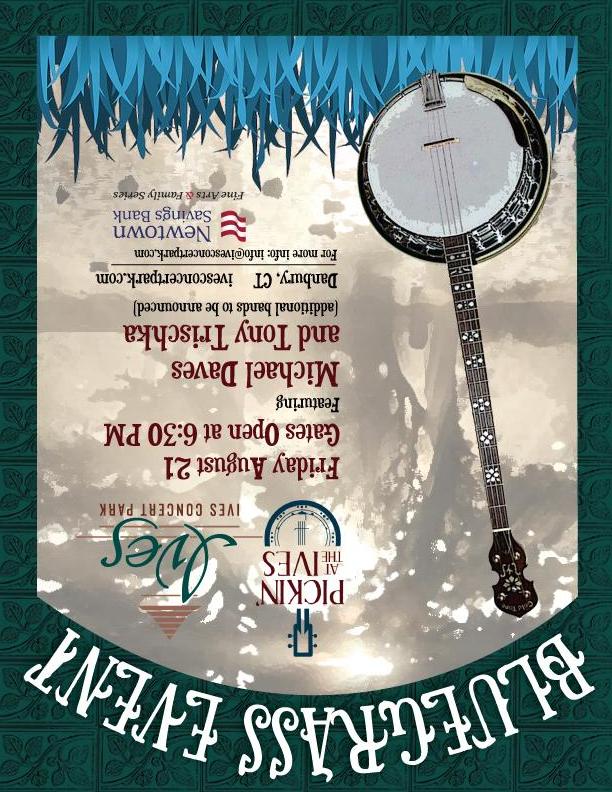 BLUEGRASS EVENT
PICKIN'
AT THE IVES
Ives
IVES CONCERT PARK
Friday August 21
Gates Open at 6:30 PM
Featuring
Michael Daves
and Tony Trischka
(additional bands to be announced)
Danbury, CT ivesconcertpark.com
For more info: info@ivesconcertpark.com
Newtown
Savings Bank
Fine Arts & Family Series
Gold Tone